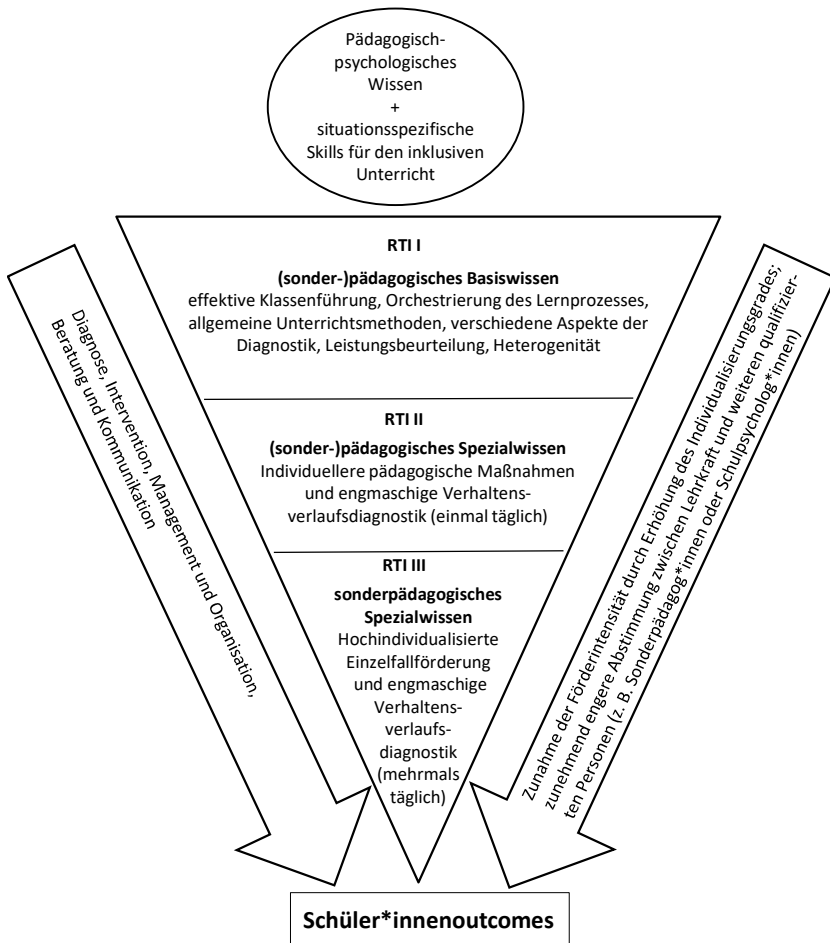 Pädagogisch-
psychologisches
Wissen
+
situationsspezifische
Skills für den inklusiven
Unterricht
RTI I
(sonder-)pädagogisches Basiswissen
effektive Klassenführung, Orchestrierung des Lernprozesses,
allgemeine Unterrichtsmethoden, verschiedene Aspekte der
Diagnostik, Leistungsbeurteilung, Heterogenität
RTI II
(sonder-)pädagogisches Spezialwissen
Individuellere pädagogische Maßnahmen
und engmaschige Verhaltens-
verlaufsdiagnostik (einmal täglich)
RTI III
sonderpädagogisches
Spezialwissen
Hochindividualisierte
Einzelfallförderung
und engmaschige
Verhaltens-
verlaufs-
diagnostik
(mehrmals
täglich)
Diagnose, Intervention, Management und Organisation,
Beratung und Kommunikation
Zunahme der Förderintensität durch Erhöhung des Individualisierungsgrades;
zunehmend engere Abstimmung zwischen Lehrkraft und weiteren qualifizier-
ten Personen (z. B. Sonderpädagog*innen oder Schulpsycholog*innen)
Schüler*innenoutcomes